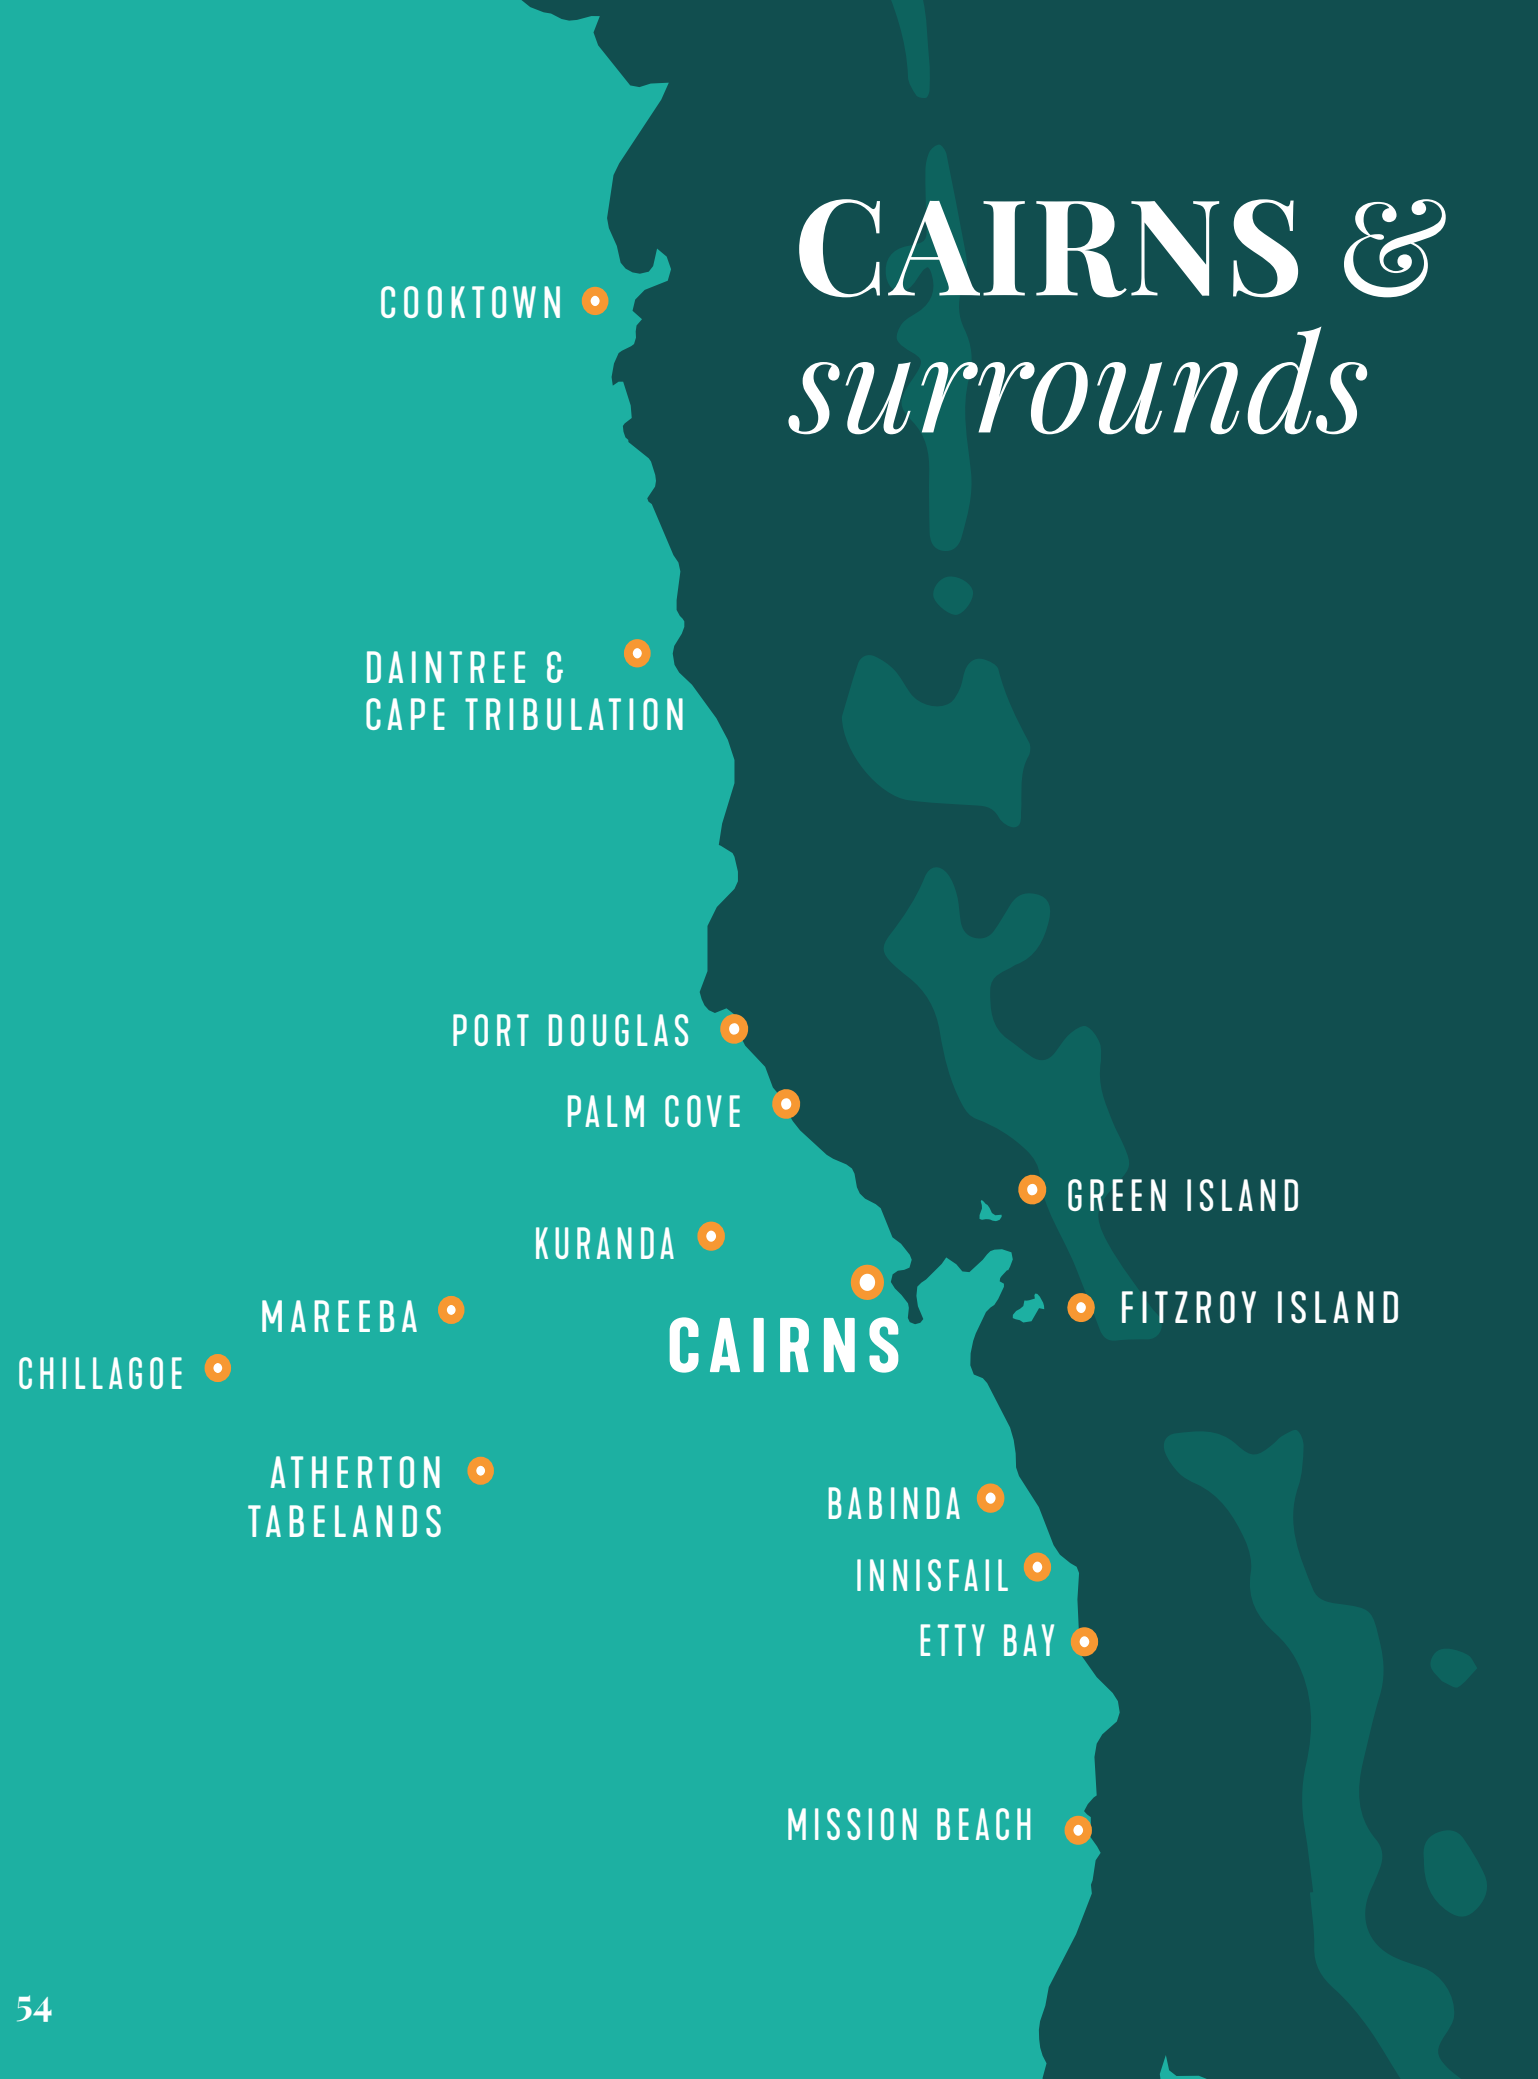 CAIRNS &
surrounds
COOKTOWN
DAINTREE &
CAPE TRIBULATION
PORT DOUGLAS
PALM COVE
GREEN ISLAND
KURANDA
FITZROY ISLAND
MAREEBA
CAIRNS
CHILLAGOE
ATHERTON
TABELANDS
BABINDA
INNISFAIL
ETTY BAY
MISSION BEACH
54